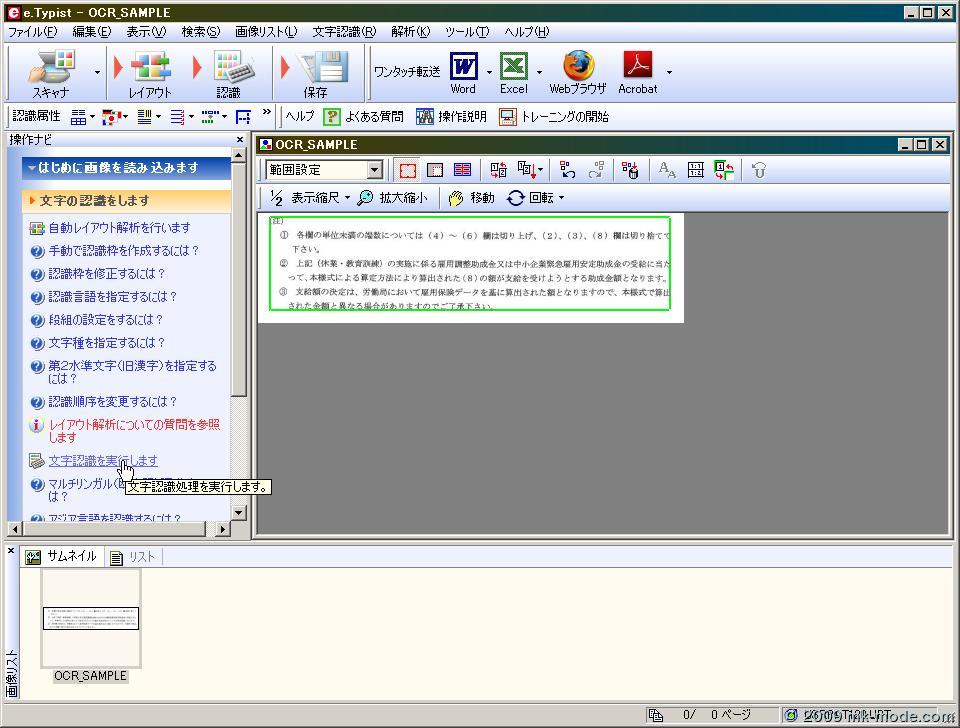 e.Typist - OCR_SAMPLE
ファイル(F) 編集(E) 表示(V) 検索(S) 画像リスト(L) 文字認識(R) 解析(K) ツール(T) ヘルプ(H)
スキャナ レイアウト 認識 保存 ワンタッチ転送 Word Excel Webブラウザ Acrobat
認識属性 ヘルプ よくある質問 操作説明 トレーニングの開始
操作ナビ
はじめに画像を読み込みます
文字の認識をします
自動レイアウト解析を行います
手動で認識枠を作成するには?
認識枠を修正するには?
認識言語を指定するには?
段組の設定をするには?
文字種を指定するには?
第2水準文字(旧漢字)を指定する
には?
認識順序を変更するには?
レイアウト解析についての質問を参照
します
文字認識を実行します
文字認識処理を実行します。
マルチリンガル(
は?
アジア言語を認識するには?
OCR_SAMPLE
範囲設定
1/2 表示縮尺 拡大縮小 移動 回転
(注)
① 各欄の単位未満の端数については(4)~(6)欄は切り上げ、(2)、(3)、(8)欄は切り捨てて
下さい。
② 上記(休業・教育訓練)の実施に係る雇用調整助成金又は中小企業緊急雇用安定助成金の受給に当た
って、本様式による算定方法により算出された(8)の額が支給を受けようとする助成金額となります。
③ 支給額の決定は、労働局において雇用保険データを基に算出された額となりますので、本様式で算出
された金額と異なる場合がありますのでご了承下さい。
サムネイル リスト
画像リスト
OCR_SAMPLE
0/ 0 ページ
© 2009 mk-mode.com